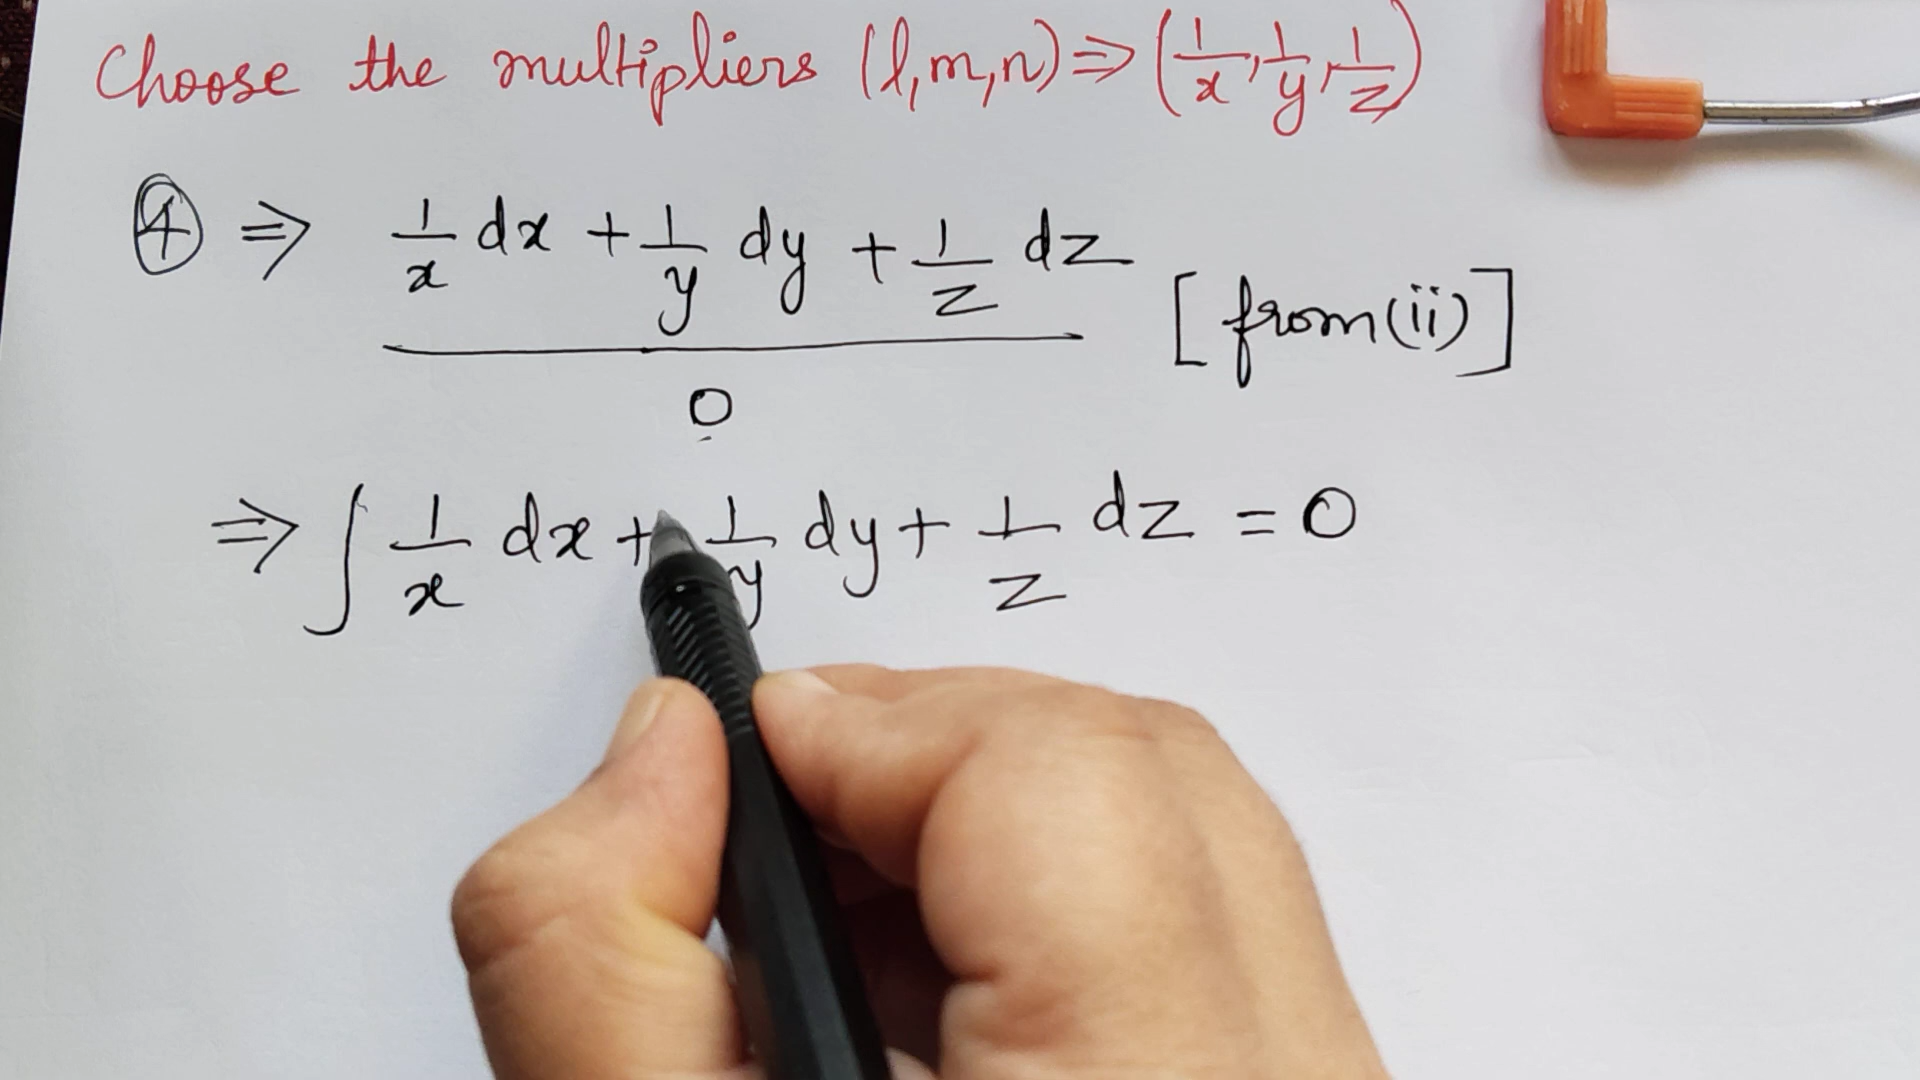 Choose the multipliers (l,m,n) ⇒ (1/x, 1/y, 1/z)
④ ⇒ (1/x dx + 1/y dy + 1/z dz)/0 [from (ii)]
⇒ ∫ 1/x dx + 1/y dy + 1/z dz = 0